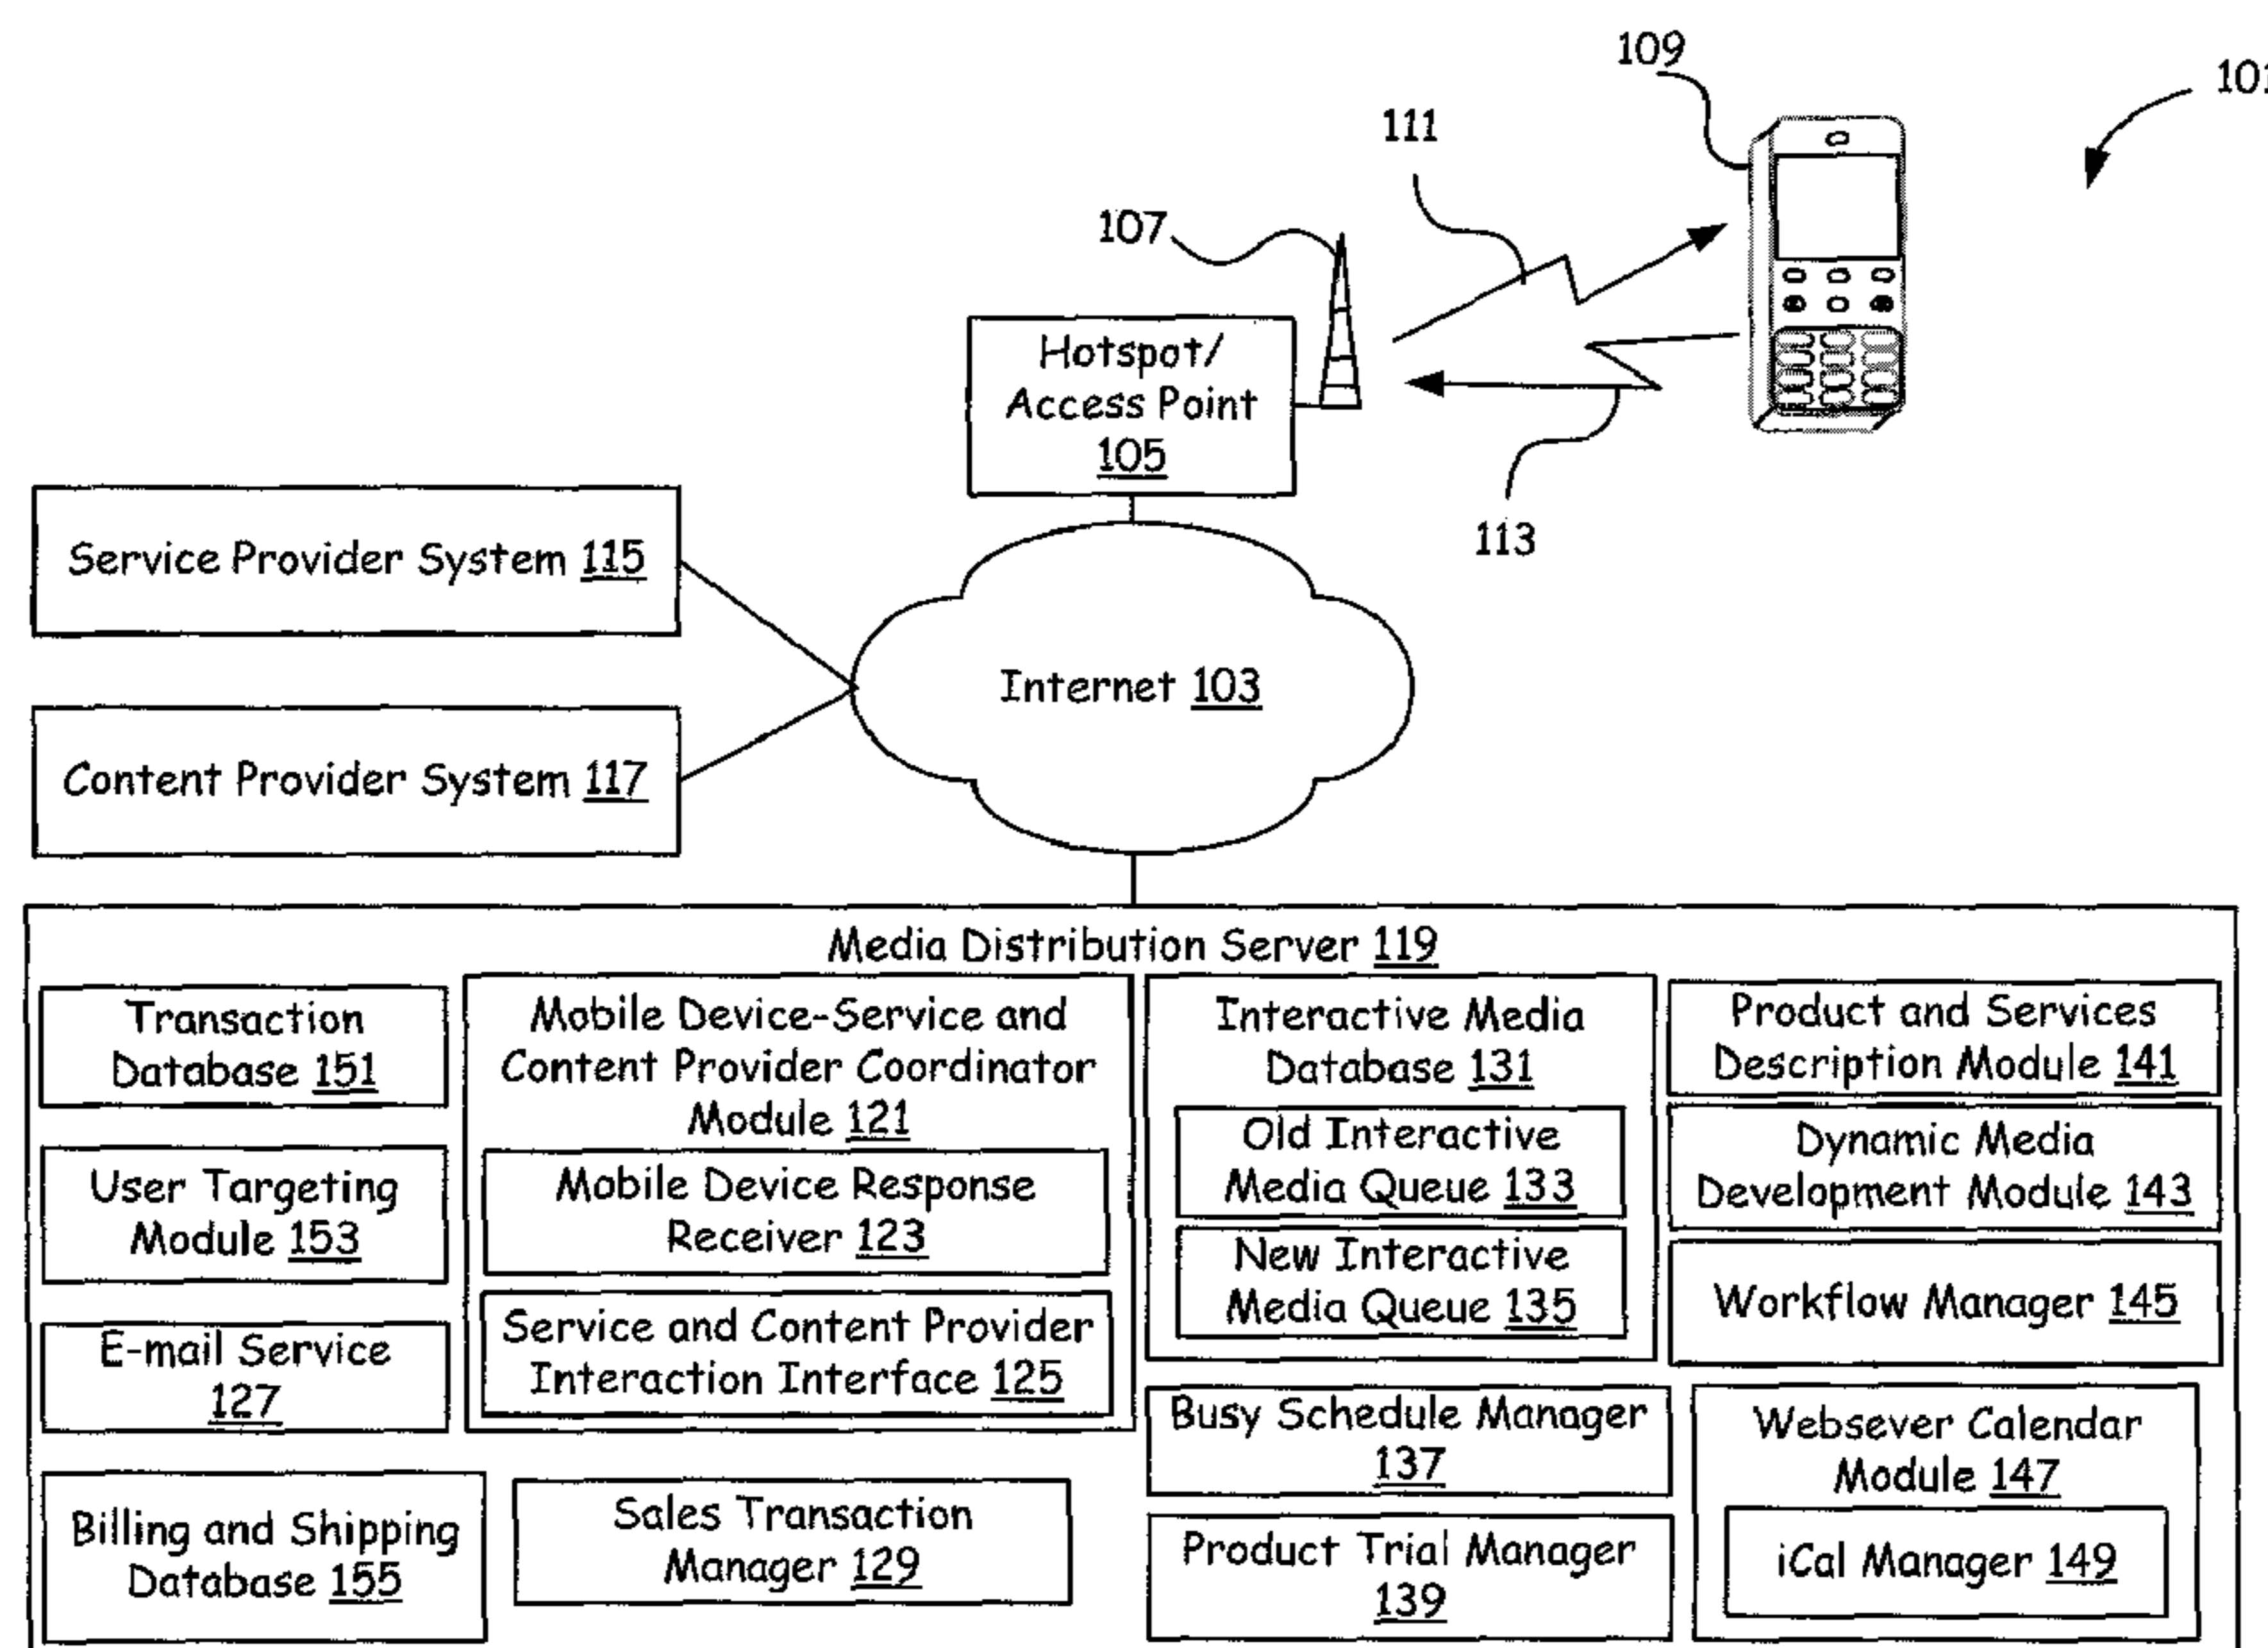 109
101
111
107
Hotspot/
Access Point
105
113
Service Provider System 115
Internet 103
Content Provider System 117
Media Distribution Server 119
Transaction
Database 151
User Targeting
Module 153
E-mail Service
127
Billing and Shipping
Database 155
Mobile Device-Service and
Content Provider Coordinator
Module 121
Mobile Device Response
Receiver 123
Service and Content Provider
Interaction Interface 125
Sales Transaction
Manager 129
Interactive Media
Database 131
Old Interactive
Media Queue 133
New Interactive
Media Queue 135
Busy Schedule Manager
137
Product Trial Manager
139
Product and Services
Description Module 141
Dynamic Media
Development Module 143
Workflow Manager 145
Websever Calendar
Module 147
iCal Manager 149